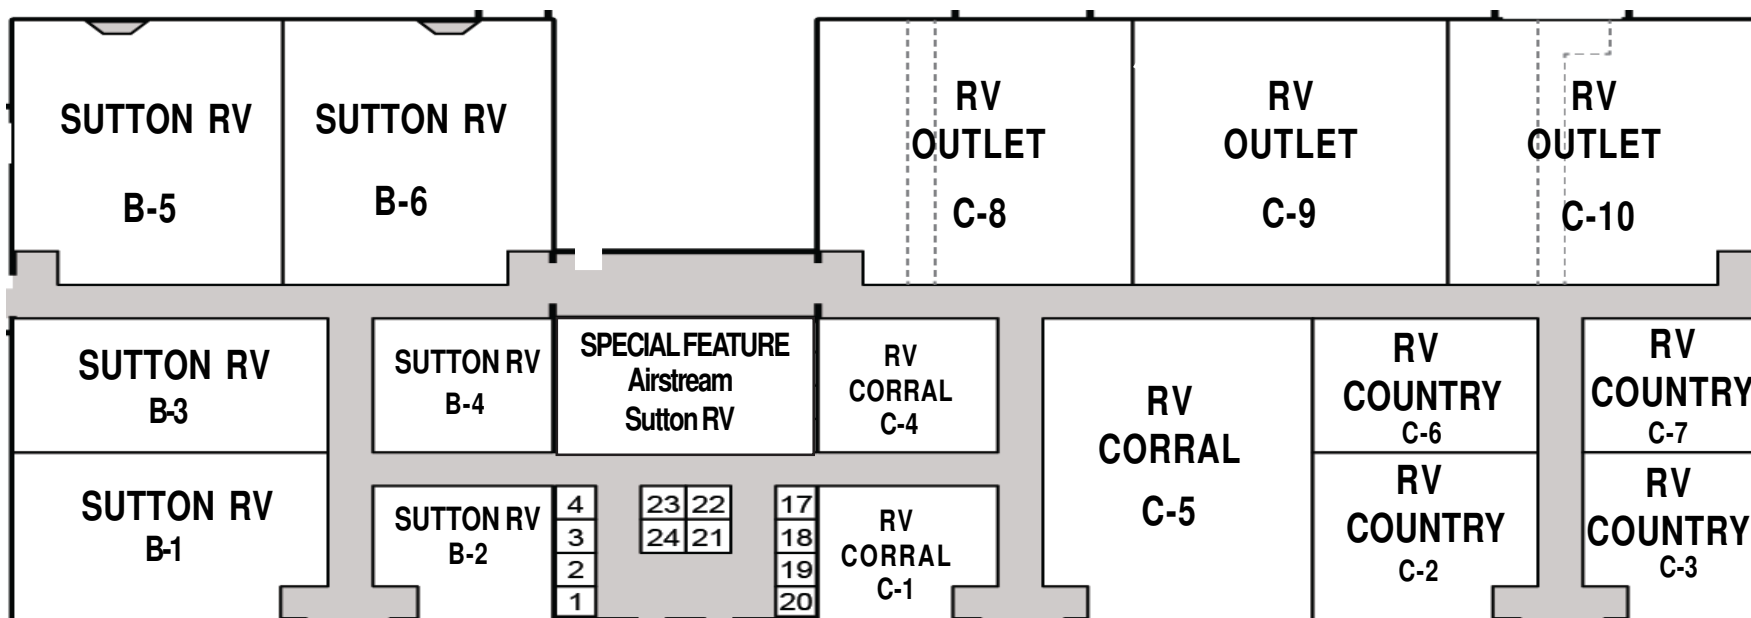 SUTTON RV
B-5
SUTTON RV
B-6
RV
OUTLET
C-8
RV
OUTLET
C-9
RV
OUTLET
C-10
SUTTON RV
B-3
SUTTON RV
B-4
SPECIAL FEATURE
Airstream
Sutton RV
RV
CORRAL
C-4
RV
CORRAL
C-5
RV
COUNTRY
C-6
RV
COUNTRY
C-7
SUTTON RV
B-1
SUTTON RV
B-2
4
3
2
1
23 22
24 21
17
18
19
20
RV
CORRAL
C-1
RV
COUNTRY
C-2
RV
COUNTRY
C-3